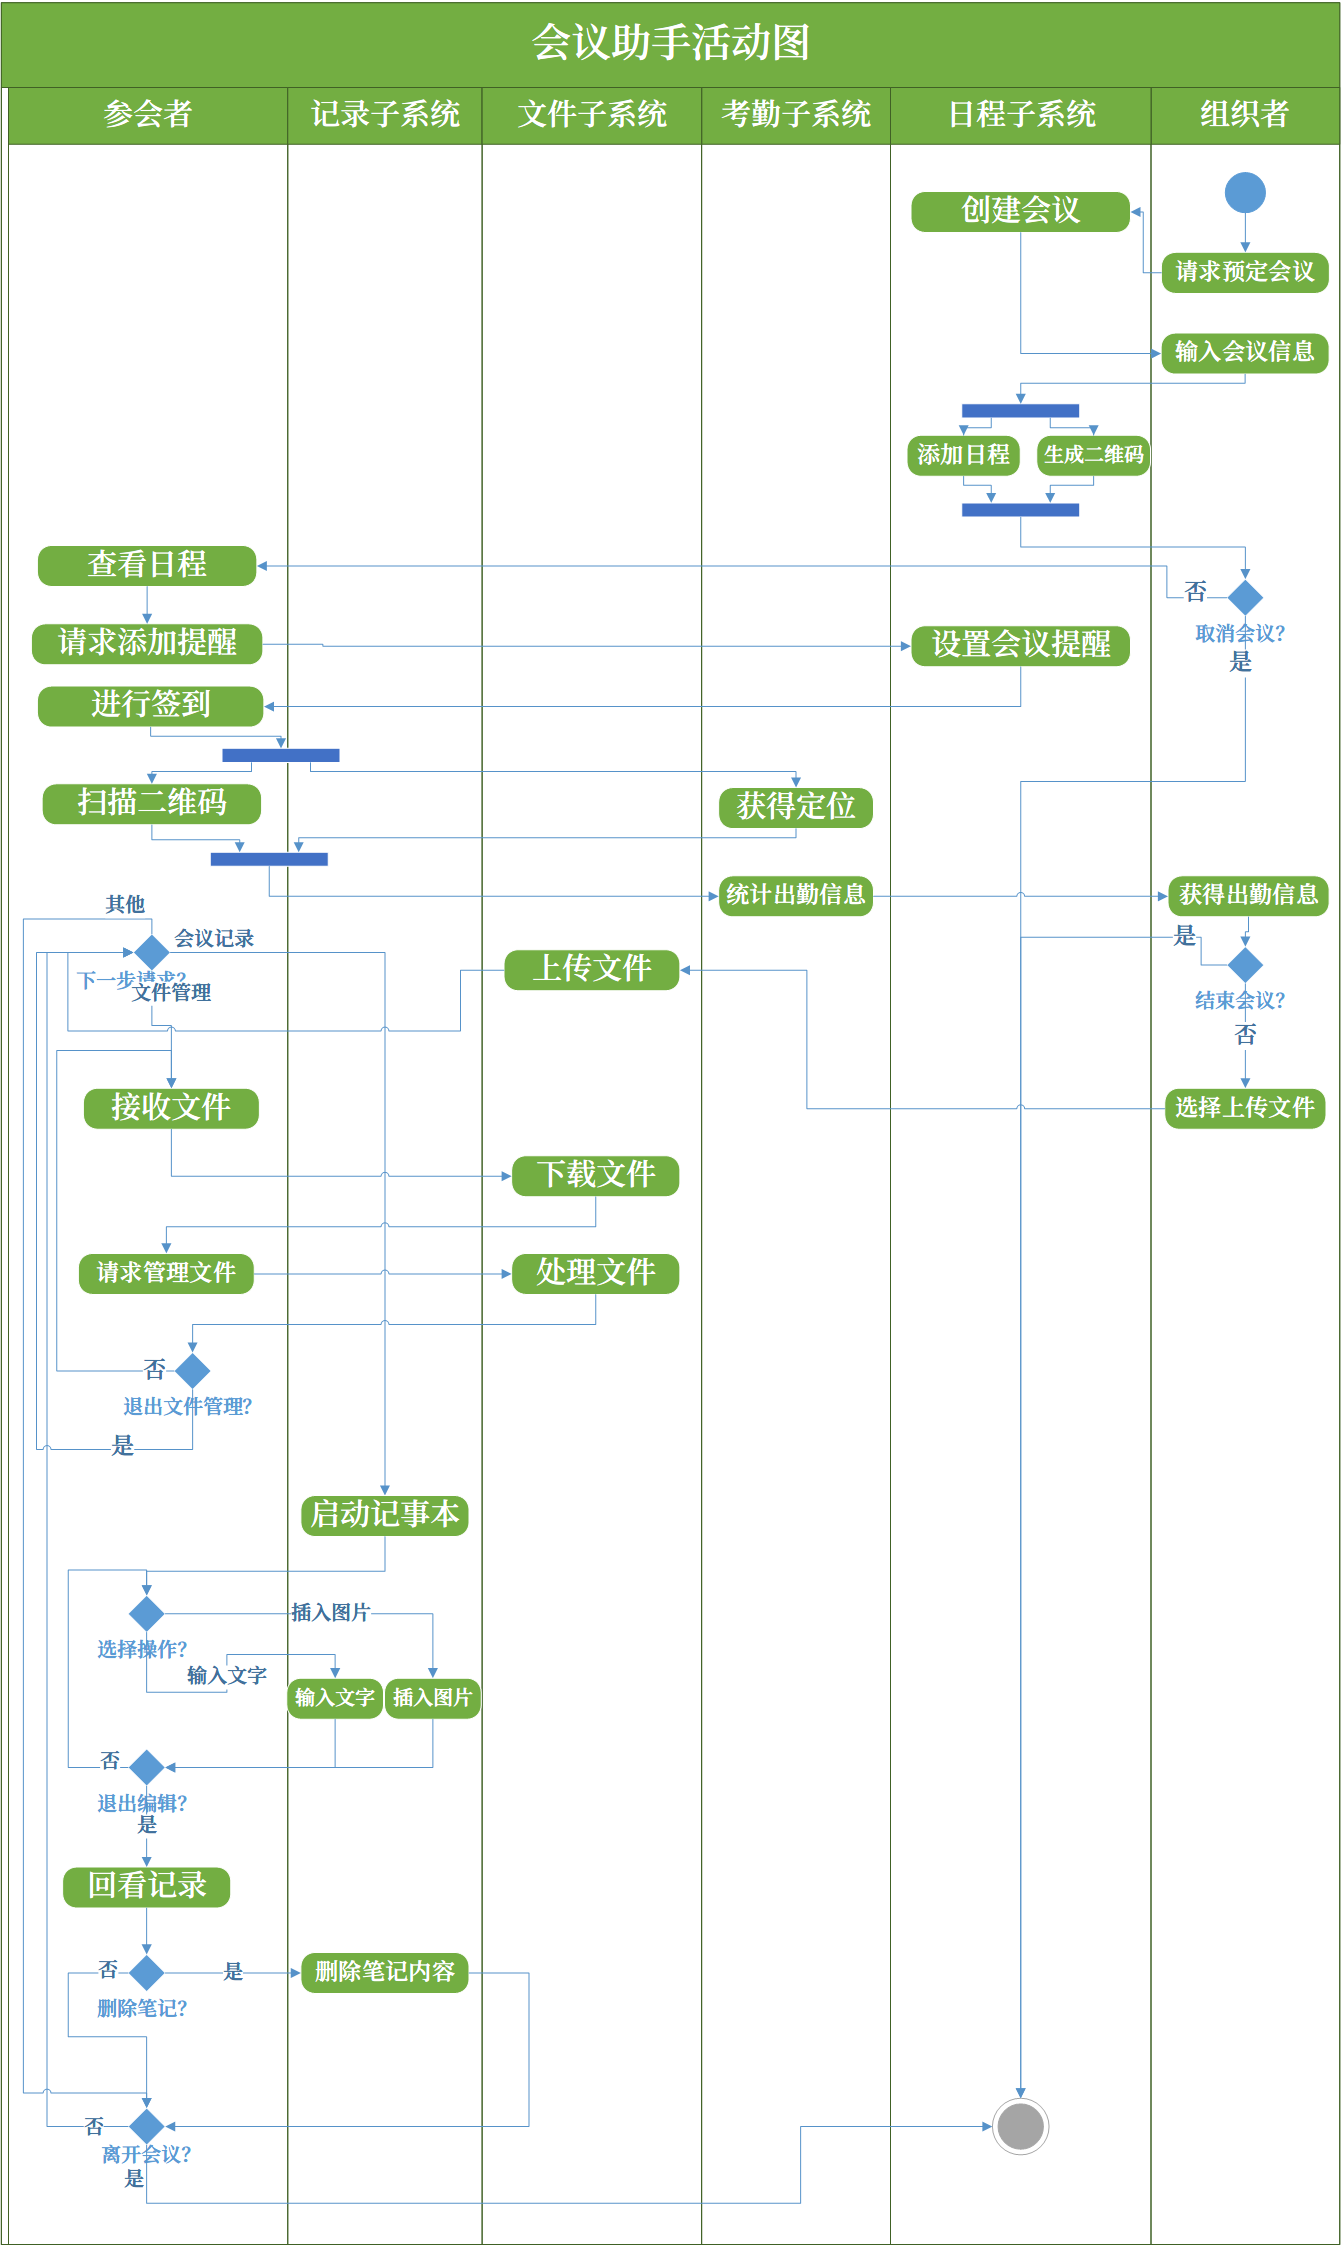 会议助手活动图
参会者
记录子系统
文件子系统
考勤子系统
日程子系统
组织者
创建会议
请求预定会议
输入会议信息
添加日程
生成二维码
查看日程
否
取消会议?
是
请求添加提醒
设置会议提醒
进行签到
扫描二维码
获得定位
统计出勤信息
获得出勤信息
其他
会议记录
是
下一步请求?
文件管理
上传文件
结束会议?
否
接收文件
选择上传文件
下载文件
请求管理文件
处理文件
否
退出文件管理?
是
启动记事本
插入图片
选择操作?
输入文字
输入文字
插入图片
否
退出编辑?
是
回看记录
否
是
删除笔记内容
删除笔记?
否
离开会议?
是